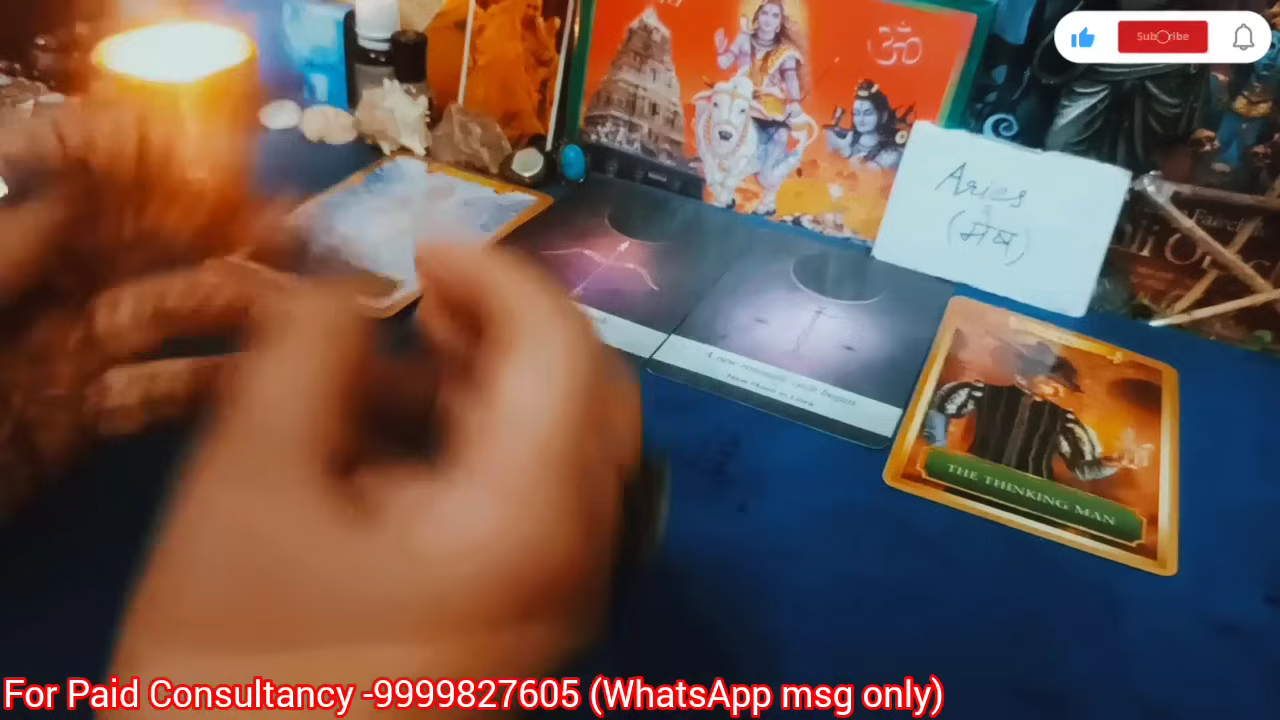 Subscribe
ॐ
Aries
(मेष)
A new romantic cycle begins
New Moon in Libra
THE THINKING MAN
For Paid Consultancy -9999827605 (WhatsApp msg only)